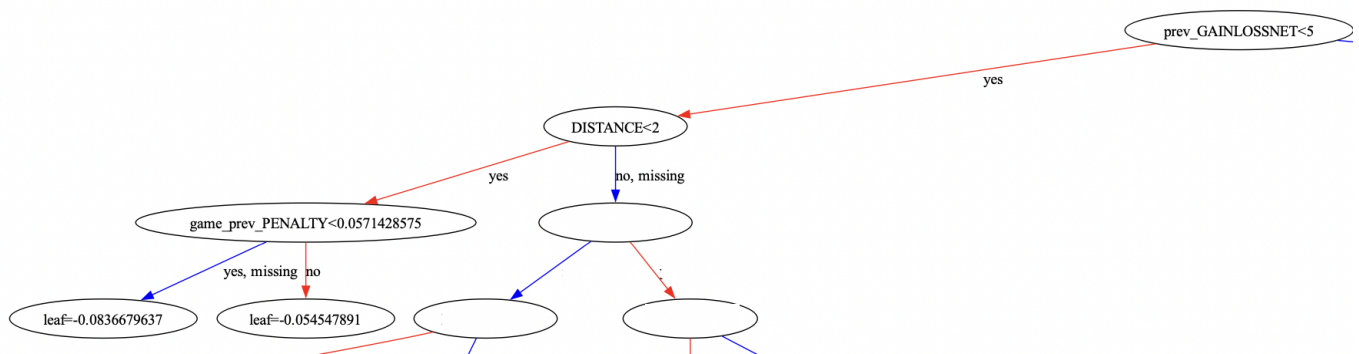 prev_GAINLOSSNET<5
yes
DISTANCE<2
yes
no, missing
game_prev_PENALTY<0.0571428575
yes, missing
no
leaf=-0.0836679637
leaf=-0.054547891